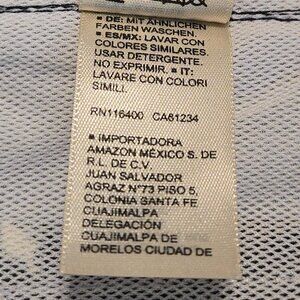 ■ DE: MIT ÄHNLICHEN
FARBEN WASCHEN.
■ ES/MX: LAVAR CON
COLORES SIMILARES.
USAR DETERGENTE.
NO EXPRIMIR. ■ IT:
LAVARE CON COLORI
SIMILI.
RN116400 CA61234
■ IMPORTADORA
AMAZON MÉXICO S. DE
R.L. DE C.V.
JUAN SALVADOR
AGRAZ N°73 PISO 5,
COLONIA SANTA FE
CUAJIMALPA
DELEGACIÓN
CUAJIMALPA DE
MORELOS CIUDAD DE